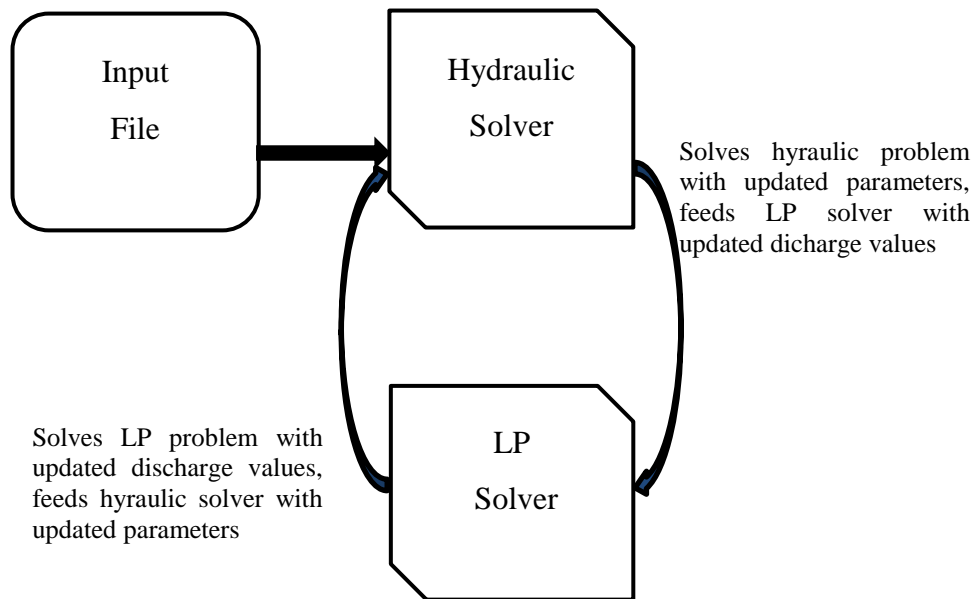 Input
File
Hydraulic
Solver
Solves hyraulic problem
with updated parameters,
feeds LP solver with
updated dicharge values
LP
Solver
Solves LP problem with
updated discharge values,
feeds hyraulic solver with
updated parameters